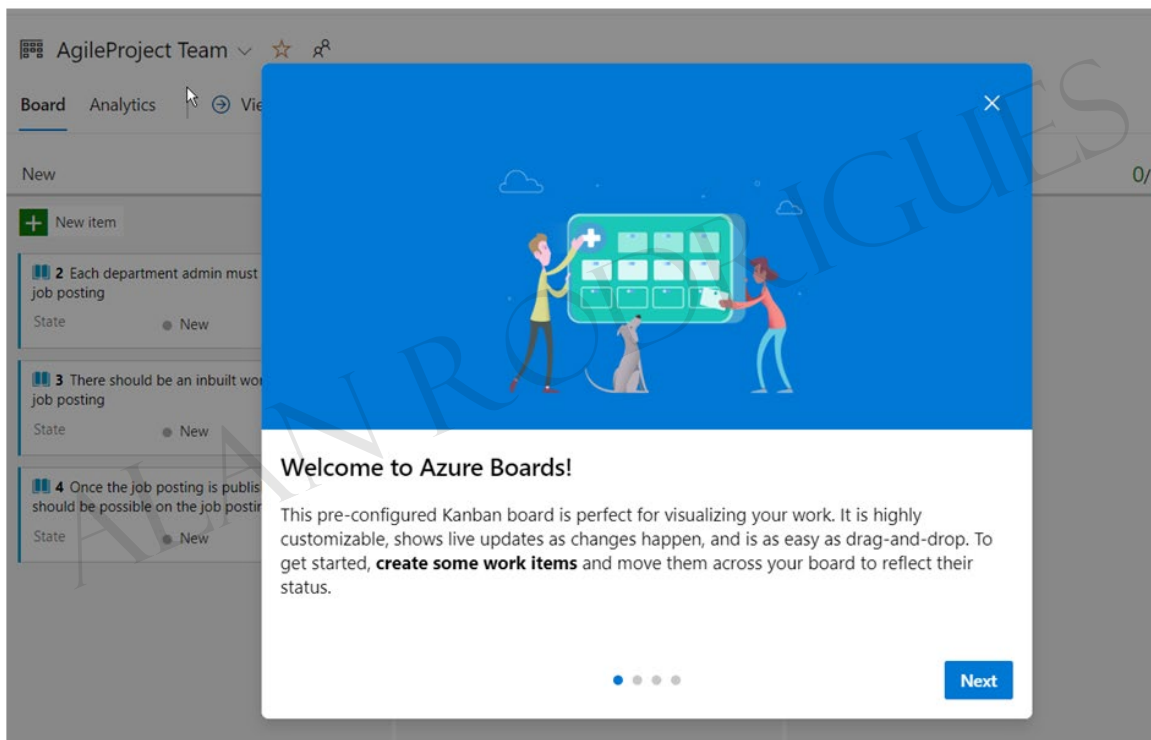 AgileProject Team
Board Analytics Vie
New
0/
New item
2 Each department admin must
job posting
State New
3 There should be an inbuilt wor
job posting
State New
4 Once the job posting is publis
should be possible on the job postin
State New
Welcome to Azure Boards!
This pre-configured Kanban board is perfect for visualizing your work. It is highly
customizable, shows live updates as changes happen, and is as easy as drag-and-drop. To
get started, create some work items and move them across your board to reflect their
status.
Next
ALAN RODRIGUES